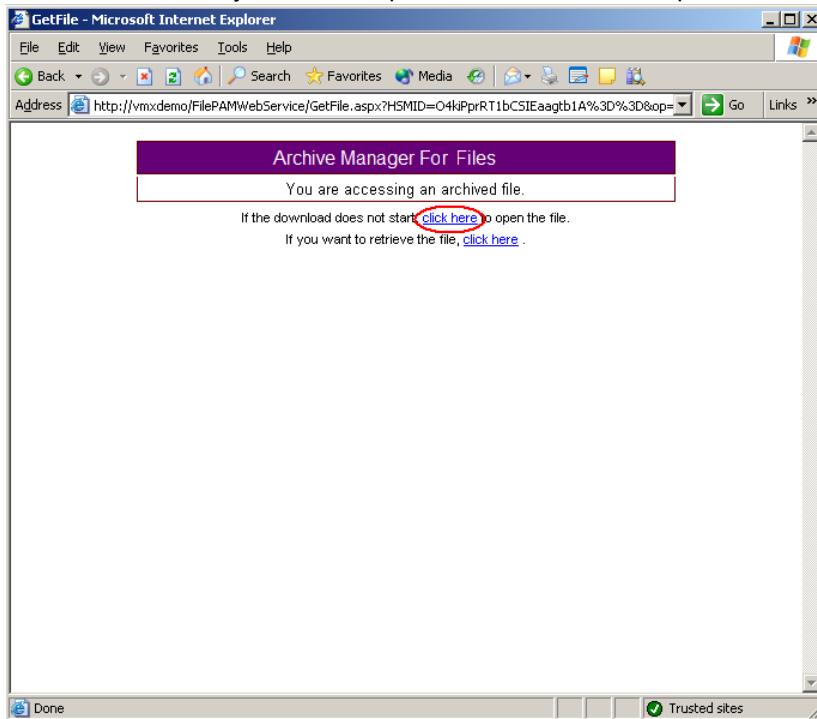 GetFile - Microsoft Internet Explorer
File Edit View Favorites Tools Help
Back Search Favorites Media
Address http://vmxdemo/FilePAMWebService/GetFile.aspx?HSMID=O4kiPprRT1bCSIEaagtb1A%3D%3D&op= Go Links »
Archive Manager For Files
You are accessing an archived file.
If the download does not start, click here to open the file.
If you want to retrieve the file, click here .
Done Trusted sites